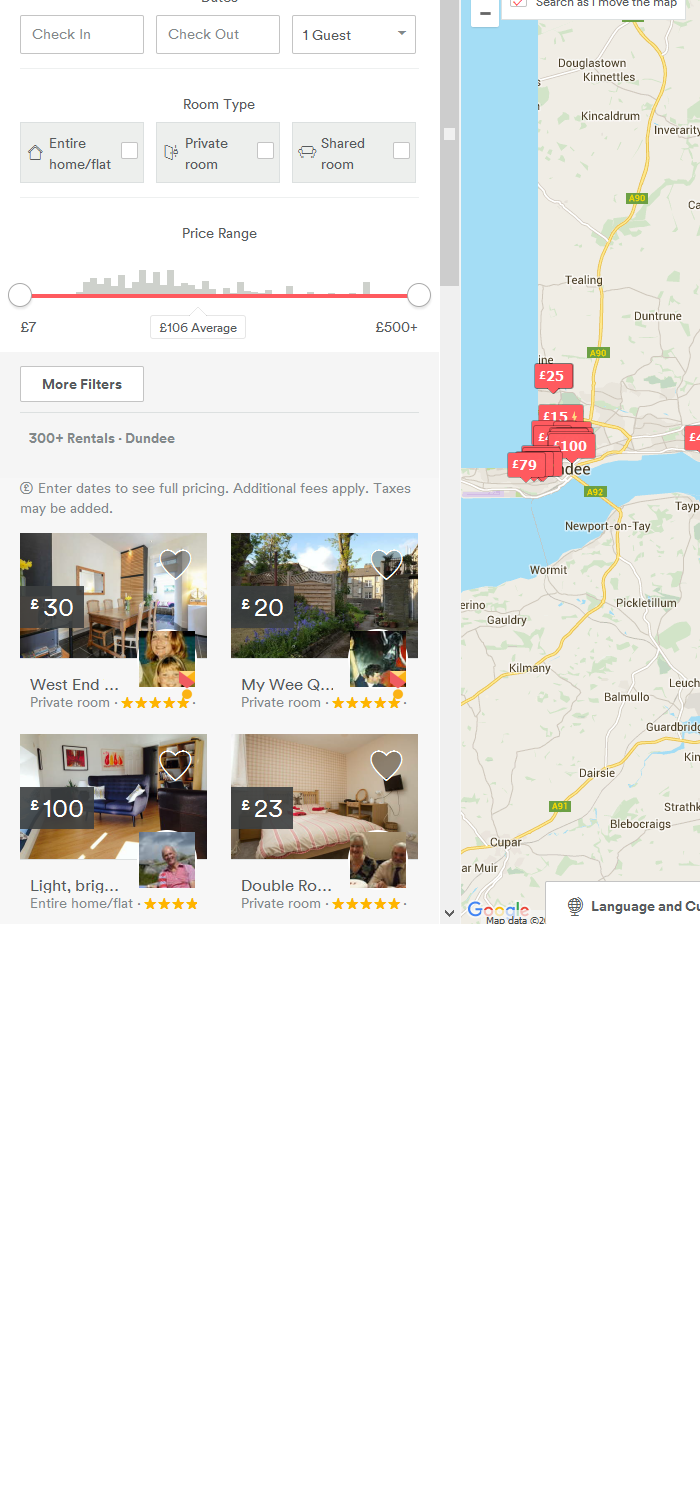 Dates
Check In
Check Out
1 Guest
Room Type
Entire
home/flat
Private
room
Shared
room
Price Range
£7
£106 Average
£500+
More Filters
300+ Rentals · Dundee
Enter dates to see full pricing. Additional fees apply. Taxes
may be added.
£ 30
West End ...
Private room ·
£ 20
My Wee Q...
Private room ·
£ 100
Light, brig...
Entire home/flat ·
£ 23
Double Ro...
Private room ·
Search as I move the map
Douglastown
Kinnettles
Kincaldrum
Inverarity
A90
Ca
Tealing
Duntrune
A90
ine
£25
£15
£4
£100
£79
£4
dee
A92
Tayp
Newport-on-Tay
Wormit
erino
Pickletillum
Gauldry
Kilmany
Leuch
Balmullo
Guardbridg
Kin
Dairsie
A91
Strathk
Blebocraigs
Cupar
ar Muir
Google
Map data ©20
Language and Cu